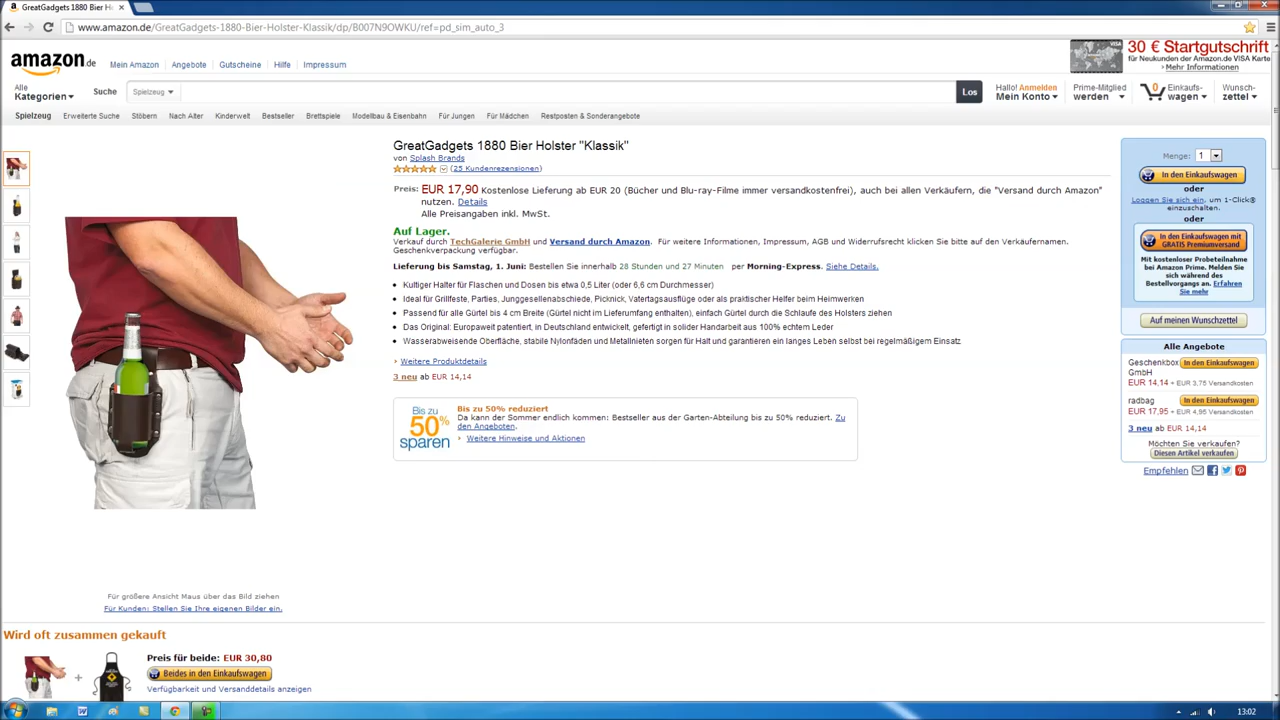 GreatGadgets 1880 Bier Ho
www.amazon.de/GreatGadgets-1880-Bier-Holster-Klassik/dp/B007N9OWKU/ref=pd_sim_auto_3
amazon.de
Mein Amazon Angebote Gutscheine Hilfe Impressum
VISA
30 € Startgutschrift
für Neukunden der Amazon.de VISA Karte
› Mehr Informationen
Alle
Kategorien
Suche
Spielzeug
Los
Hallo! Anmelden
Mein Konto
Prime-Mitglied
werden
0
Einkaufs-
wagen
Wunsch-
zettel
Spielzeug Erweiterte Suche Stöbern Nach Alter Kinderwelt Bestseller Brettspiele Modellbau & Eisenbahn Für Jungen Für Mädchen Restposten & Sonderangebote
GreatGadgets 1880 Bier Holster "Klassik"
von Splash Brands
(25 Kundenrezensionen)
Preis: EUR 17,90 Kostenlose Lieferung ab EUR 20 (Bücher und Blu-ray-Filme immer versandkostenfrei), auch bei allen Verkäufern, die "Versand durch Amazon"
nutzen. Details
Alle Preisangaben inkl. MwSt.
Auf Lager.
Verkauf durch TechGalerie GmbH und Versand durch Amazon. Für weitere Informationen, Impressum, AGB und Widerrufsrecht klicken Sie bitte auf den Verkäufernamen.
Geschenkverpackung verfügbar.
Lieferung bis Samstag, 1. Juni: Bestellen Sie innerhalb 28 Stunden und 27 Minuten per Morning-Express. Siehe Details.
• Kultiger Halter für Flaschen und Dosen bis etwa 0,5 Liter (oder 6,6 cm Durchmesser)
• Ideal für Grillfeste, Parties, Junggesellenabschiede, Picknick, Vatertagsausflüge oder als praktischer Helfer beim Heimwerken
• Passend für alle Gürtel bis 4 cm Breite (Gürtel nicht im Lieferumfang enthalten), einfach Gürtel durch die Schlaufe des Holsters ziehen
• Das Original: Europaweit patentiert, in Deutschland entwickelt, gefertigt in solider Handarbeit aus 100% echtem Leder
• Wasserabweisende Oberfläche, stabile Nylonfäden und Metallnieten sorgen für Halt und garantieren ein langes Leben selbst bei regelmäßigem Einsatz
› Weitere Produktdetails
3 neu ab EUR 14,14
Bis zu
50%
sparen
Bis zu 50% reduziert
Da kann der Sommer endlich kommen: Bestseller aus der Garten-Abteilung bis zu 50% reduziert. Zu
den Angeboten.
› Weitere Hinweise und Aktionen
Menge: 1
In den Einkaufswagen
oder
Loggen Sie sich ein, um 1-Click®
einzuschalten.
oder
In den Einkaufswagen mit
GRATIS Premiumversand
Mit kostenloser Probeteilnahme
bei Amazon Prime. Melden Sie
sich während des
Bestellvorgangs an. Erfahren
Sie mehr
Auf meinen Wunschzettel
Alle Angebote
Geschenkbox
GmbH
In den Einkaufswagen
EUR 14,14 + EUR 3,75 Versandkosten
radbag
In den Einkaufswagen
EUR 17,95 + EUR 4,95 Versandkosten
3 neu ab EUR 14,14
Möchten Sie verkaufen?
Diesen Artikel verkaufen
Empfehlen
Für größere Ansicht Maus über das Bild ziehen
Für Kunden: Stellen Sie Ihre eigenen Bilder ein.
Wird oft zusammen gekauft
Preis für beide: EUR 30,80
Beides in den Einkaufswagen
Verfügbarkeit und Versanddetails anzeigen
13:02